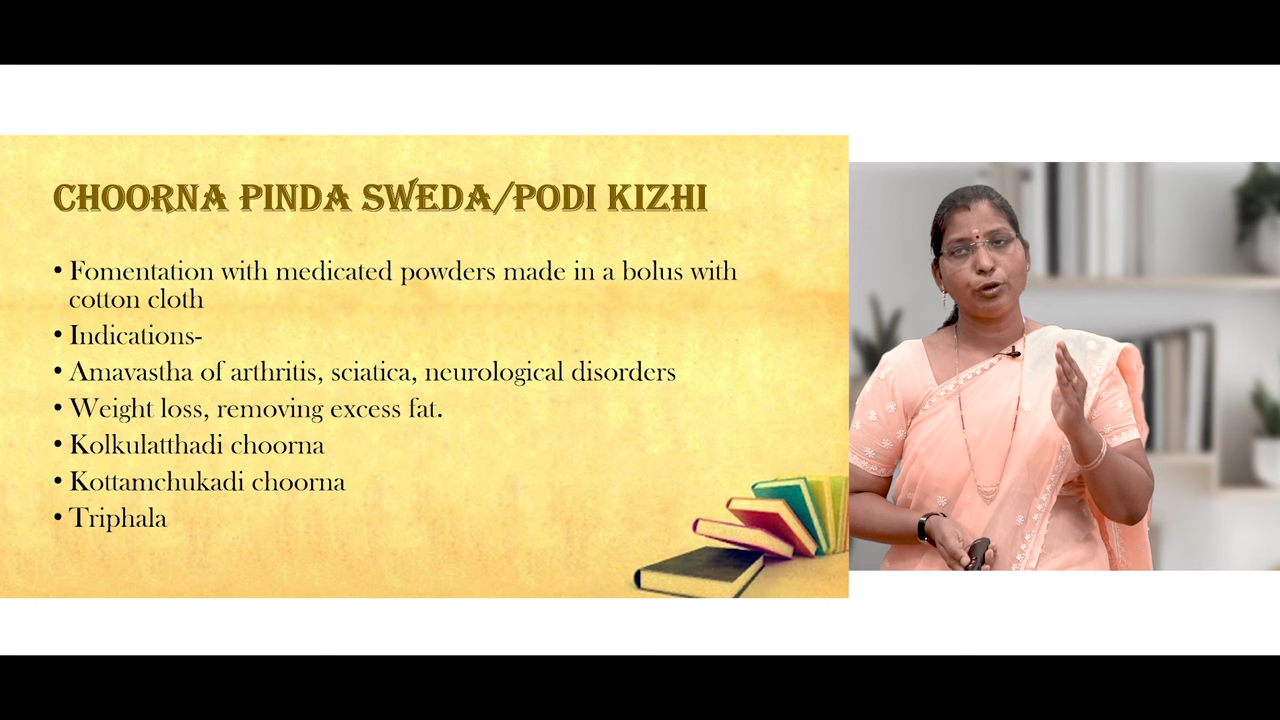 CHOORNA PINDA SWEDA/PODI KIZHI
• Fomentation with medicated powders made in a bolus with
cotton cloth
• Indications-
• Amavastha of arthritis, sciatica, neurological disorders
• Weight loss, removing excess fat.
• Kolkulatthadi choorna
• Kottamchukadi choorna
• Triphala